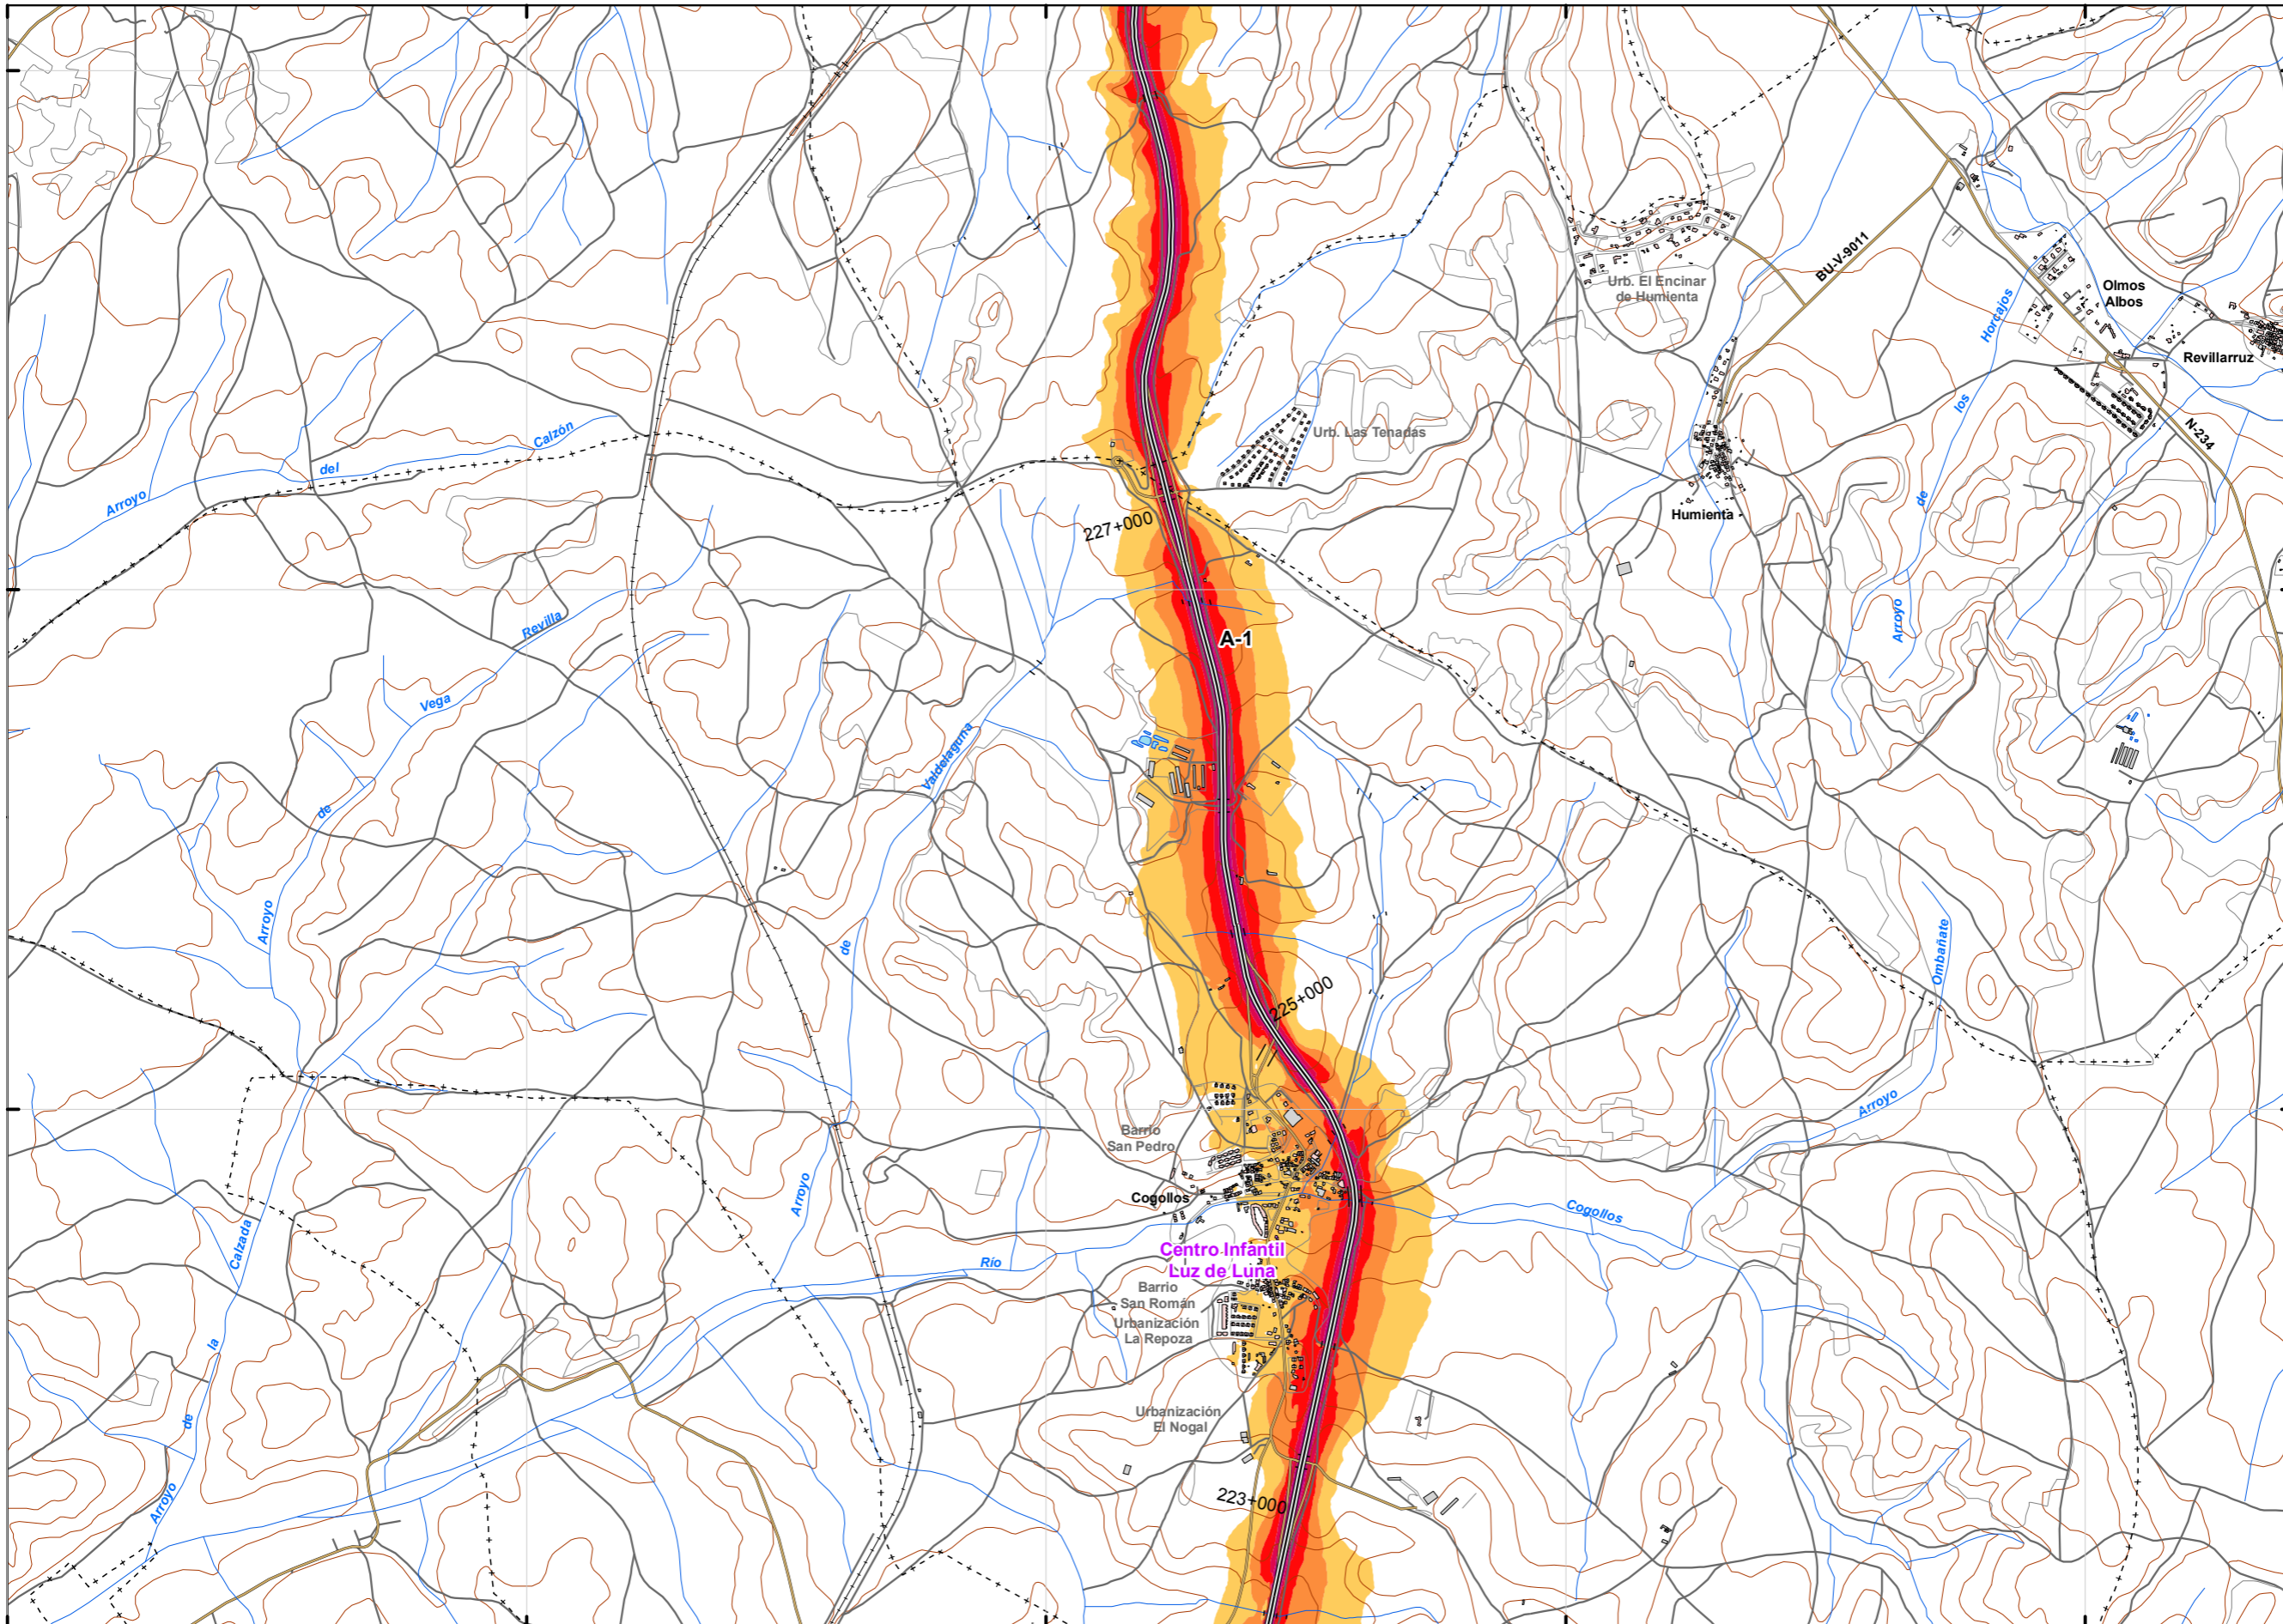 BU-V-9011
Urb. El Encinar
de Humienta
Olmos
Albos
Horcajos
los
de
Arroyo
Revillarruz
N-234
Urb. Las Tenadas
Humienta
Calzón
del
Arroyo
227+000
A-1
Revilla
Vega
de
Arroyo
Valdelaguna
de
Arroyo
225+000
Ombañate
Arroyo
Barrio
San Pedro
Cogollos
Cogollos
Río
Centro Infantil
Luz de Luna
Barrio
San Román
Urbanización
La Repoza
Urbanización
El Nogal
223+000
Calzada
la
de
Arroyo